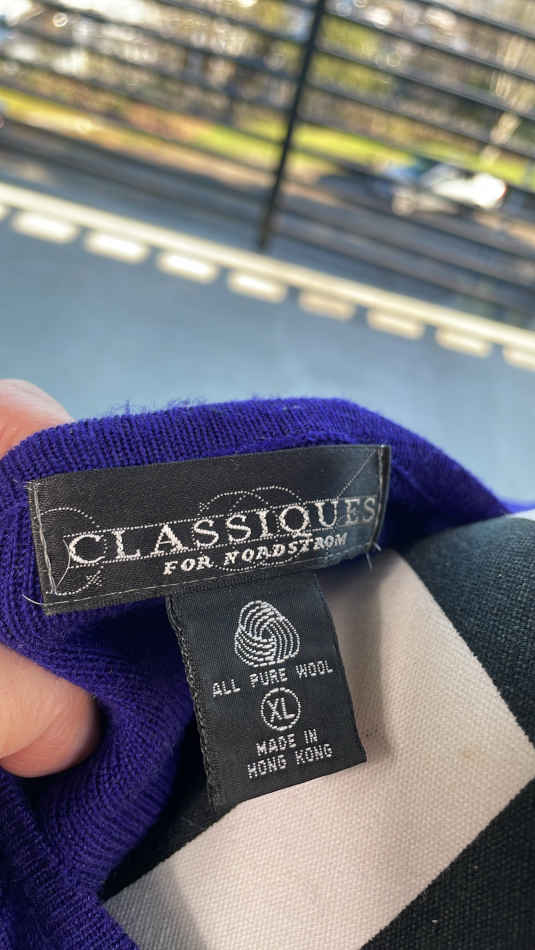 CLASSIQUES
FOR NORDSTROM
ALL PURE WOOL
XL
MADE IN
HONG KONG